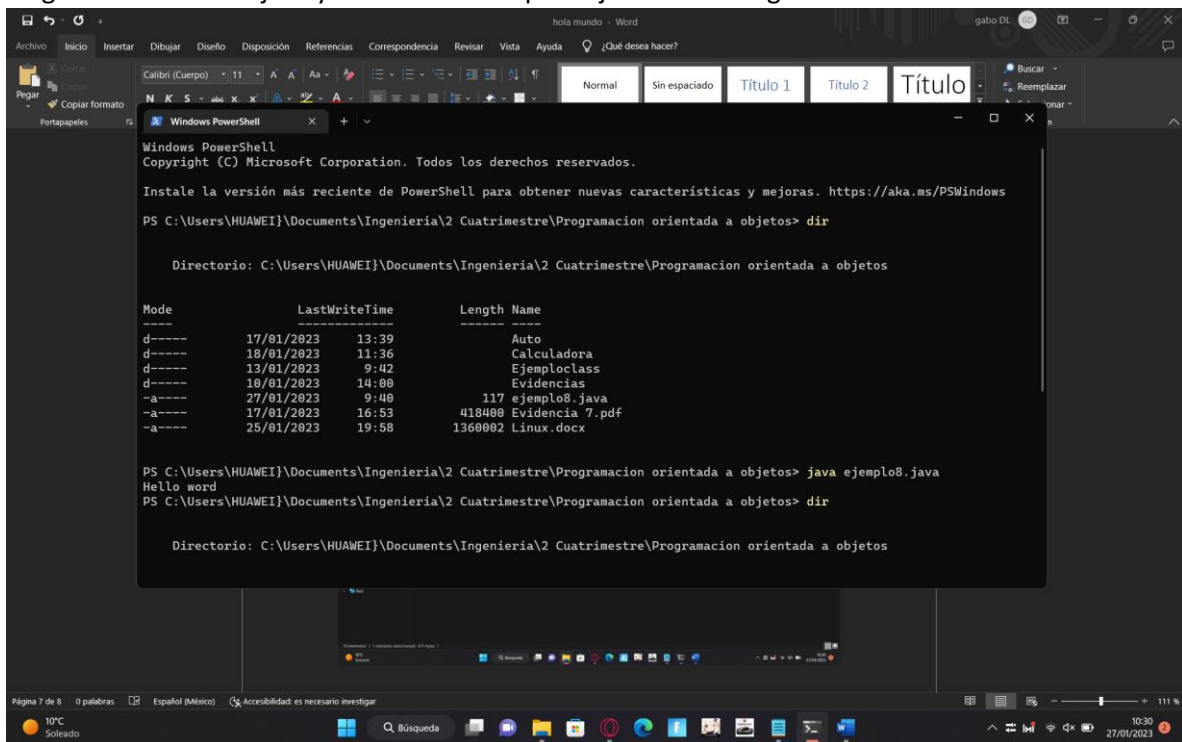 hola mundo - Word
gabo DL GD
Archivo Inicio Insertar Dibujar Diseño Disposición Referencias Correspondencia Revisar Vista Ayuda ¿Qué desea hacer?
Cortar
Copiar
Pegar
Copiar formato
Portapapeles
Calibri (Cuerpo) 11
Normal Sin espaciado Título 1 Título 2 Título
Buscar
Reemplazar
Windows PowerShell
Windows PowerShell
Copyright (C) Microsoft Corporation. Todos los derechos reservados.
Instale la versión más reciente de PowerShell para obtener nuevas características y mejoras. https://aka.ms/PSWindows
PS C:\Users\HUAWEI}\Documents\Ingenieria\2 Cuatrimestre\Programacion orientada a objetos> dir
Directorio: C:\Users\HUAWEI}\Documents\Ingenieria\2 Cuatrimestre\Programacion orientada a objetos
Mode LastWriteTime Length Name
---- ------------- ------ ----
d----- 17/01/2023 13:39 Auto
d----- 18/01/2023 11:36 Calculadora
d----- 13/01/2023 9:42 Ejemploclass
d----- 10/01/2023 14:00 Evidencias
-a---- 27/01/2023 9:40 117 ejemplo8.java
-a---- 17/01/2023 16:53 418400 Evidencia 7.pdf
-a---- 25/01/2023 19:58 1360002 Linux.docx
PS C:\Users\HUAWEI}\Documents\Ingenieria\2 Cuatrimestre\Programacion orientada a objetos> java ejemplo8.java
Hello word
PS C:\Users\HUAWEI}\Documents\Ingenieria\2 Cuatrimestre\Programacion orientada a objetos> dir
Directorio: C:\Users\HUAWEI}\Documents\Ingenieria\2 Cuatrimestre\Programacion orientada a objetos
Página 7 de 8 0 palabras Español (México) Accesibilidad: es necesario investigar 111 %
10°C
Soleado
Búsqueda
10:30
27/01/2023 2